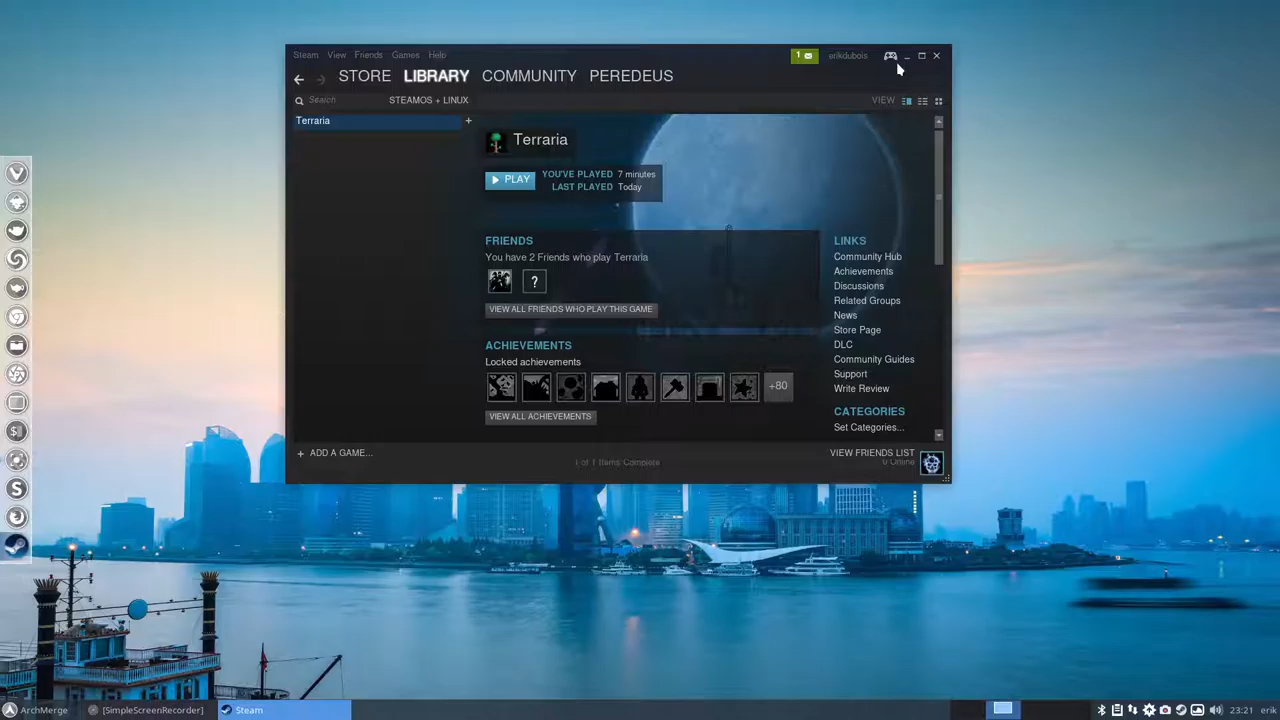 Steam View Friends Games Help
1 erikdubois
STORE LIBRARY COMMUNITY PEREDEUS
Search STEAMOS + LINUX VIEW
Terraria +
Terraria
PLAY
YOU'VE PLAYED 7 minutes
LAST PLAYED Today
FRIENDS
You have 2 Friends who play Terraria
?
VIEW ALL FRIENDS WHO PLAY THIS GAME
ACHIEVEMENTS
Locked achievements
+80
VIEW ALL ACHIEVEMENTS
LINKS
Community Hub
Achievements
Discussions
Related Groups
News
Store Page
DLC
Community Guides
Support
Write Review
CATEGORIES
Set Categories...
+ ADD A GAME...
1 of 1 Items Complete
VIEW FRIENDS LIST
0 Online
ArchMerge [SimpleScreenRecorder] Steam 23:21 erik